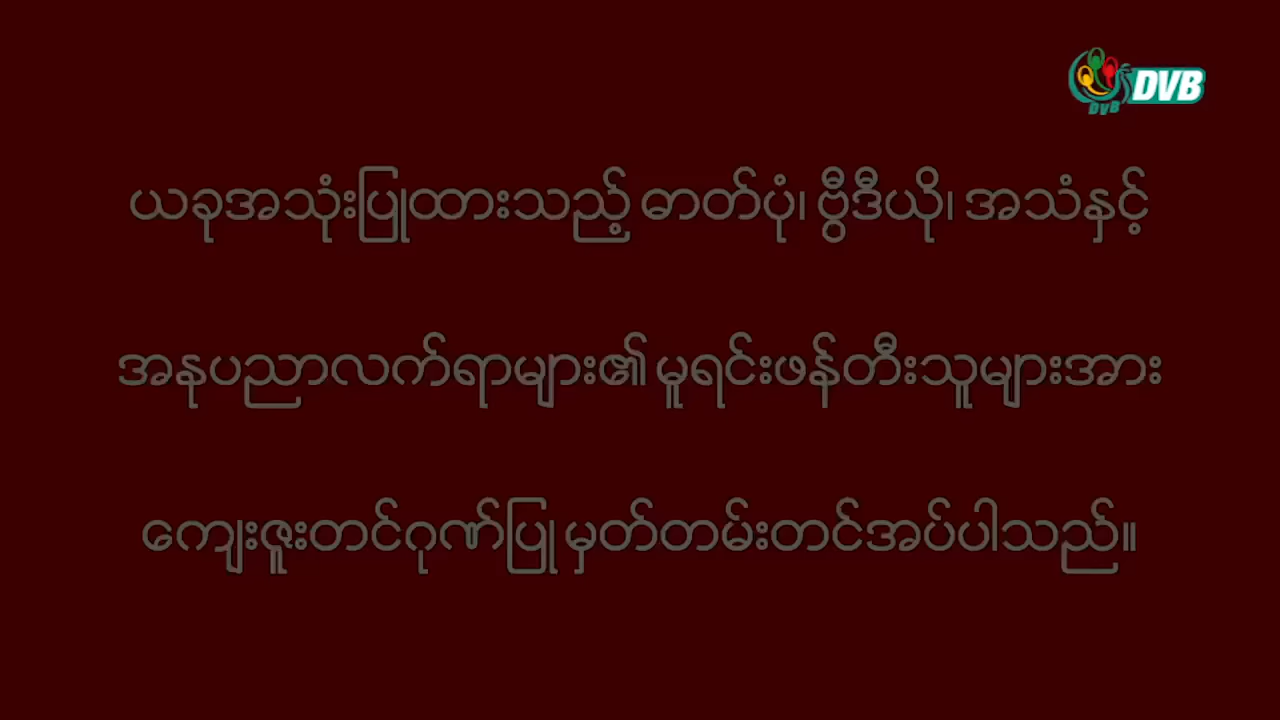 DVB
DVB
ယခုအသုံးပြုထားသည့် ဓာတ်ပုံ၊ ဗွီဒီယို၊ အသံနှင့်
အနုပညာလက်ရာများ၏ မူရင်းဖန်တီးသူများအား
ကျေးဇူးတင်ဂုဏ်ပြု မှတ်တမ်းတင်အပ်ပါသည်။